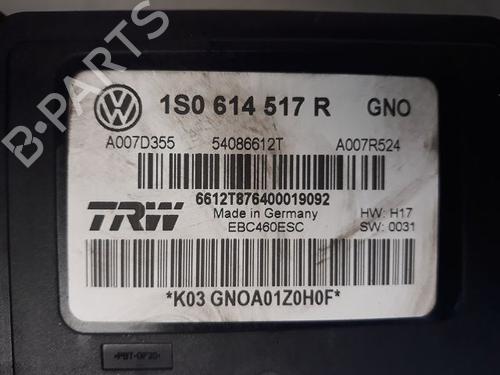 1S0 614 517 R GNO
A007D355 54086612T A007R524
6612T876400019092
TRW
Made in Germany HW: H17
EBC460ESC SW: 0031
*K03 GNOA01Z0H0F*
B-PARTS